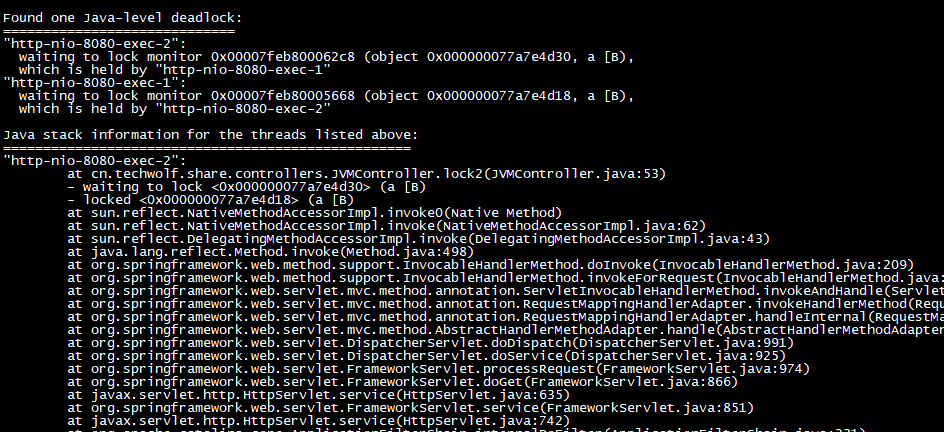 Found one Java-level deadlock:
=============================
"http-nio-8080-exec-2":
  waiting to lock monitor 0x00007feb800062c8 (object 0x000000077a7e4d30, a [B),
  which is held by "http-nio-8080-exec-1"
"http-nio-8080-exec-1":
  waiting to lock monitor 0x00007feb80005668 (object 0x000000077a7e4d18, a [B),
  which is held by "http-nio-8080-exec-2"

Java stack information for the threads listed above:
===================================================
"http-nio-8080-exec-2":
        at cn.techwolf.share.controllers.JVMController.lock2(JVMController.java:53)
        - waiting to lock <0x000000077a7e4d30> (a [B)
        - locked <0x000000077a7e4d18> (a [B)
        at sun.reflect.NativeMethodAccessorImpl.invoke0(Native Method)
        at sun.reflect.NativeMethodAccessorImpl.invoke(NativeMethodAccessorImpl.java:62)
        at sun.reflect.DelegatingMethodAccessorImpl.invoke(DelegatingMethodAccessorImpl.java:43)
        at java.lang.reflect.Method.invoke(Method.java:498)
        at org.springframework.web.method.support.InvocableHandlerMethod.doInvoke(InvocableHandlerMethod.java:209)
        at org.springframework.web.method.support.InvocableHandlerMethod.invokeForRequest(InvocableHandlerMethod.java:
        at org.springframework.web.servlet.mvc.method.annotation.ServletInvocableHandlerMethod.invokeAndHandle(Servlet
        at org.springframework.web.servlet.mvc.method.annotation.RequestMappingHandlerAdapter.invokeHandlerMethod(Requ
        at org.springframework.web.servlet.mvc.method.annotation.RequestMappingHandlerAdapter.handleInternal(RequestMa
        at org.springframework.web.servlet.mvc.method.AbstractHandlerMethodAdapter.handle(AbstractHandlerMethodAdapter
        at org.springframework.web.servlet.DispatcherServlet.doDispatch(DispatcherServlet.java:991)
        at org.springframework.web.servlet.DispatcherServlet.doService(DispatcherServlet.java:925)
        at org.springframework.web.servlet.FrameworkServlet.processRequest(FrameworkServlet.java:974)
        at org.springframework.web.servlet.FrameworkServlet.doGet(FrameworkServlet.java:866)
        at javax.servlet.http.HttpServlet.service(HttpServlet.java:635)
        at org.springframework.web.servlet.FrameworkServlet.service(FrameworkServlet.java:851)
        at javax.servlet.http.HttpServlet.service(HttpServlet.java:742)